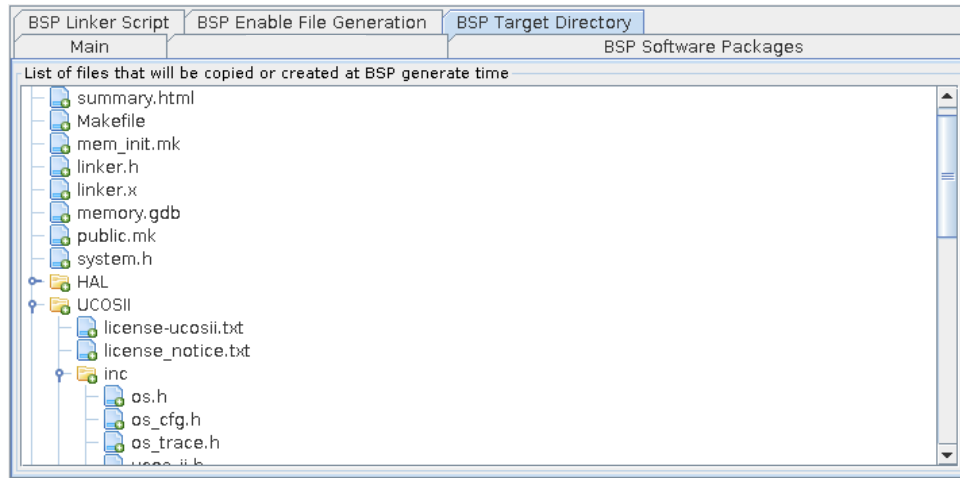 BSP Linker Script BSP Enable File Generation BSP Target Directory
Main BSP Software Packages
List of files that will be copied or created at BSP generate time
summary.html
Makefile
mem_init.mk
linker.h
linker.x
memory.gdb
public.mk
system.h
HAL
UCOSII
license-ucosii.txt
license_notice.txt
inc
os.h
os_cfg.h
os_trace.h